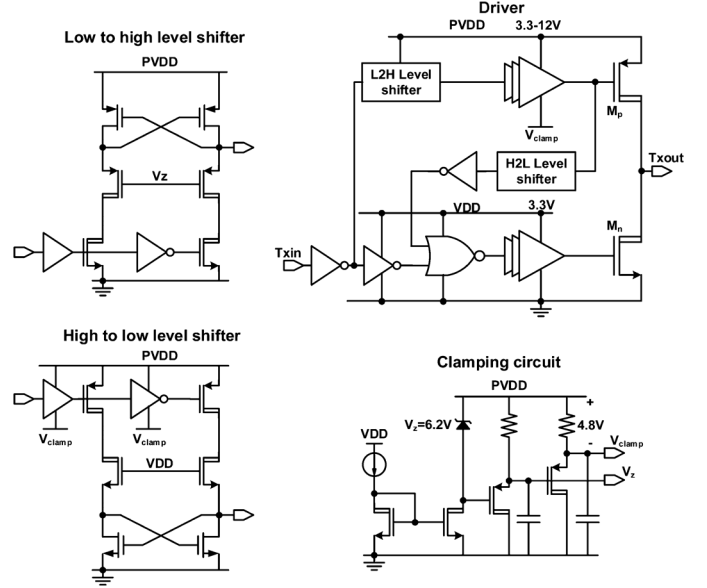 Low to high level shifter
PVDD
Vz
High to low level shifter
PVDD
Vclamp
Vclamp
VDD
Driver
PVDD 3.3-12V
L2H Level
shifter
Vclamp
Mp
H2L Level
shifter
Txout
VDD 3.3V
Txin
Mn
Clamping circuit
PVDD
+
Vz=6.2V
4.8V
-
Vclamp
VDD
Vz